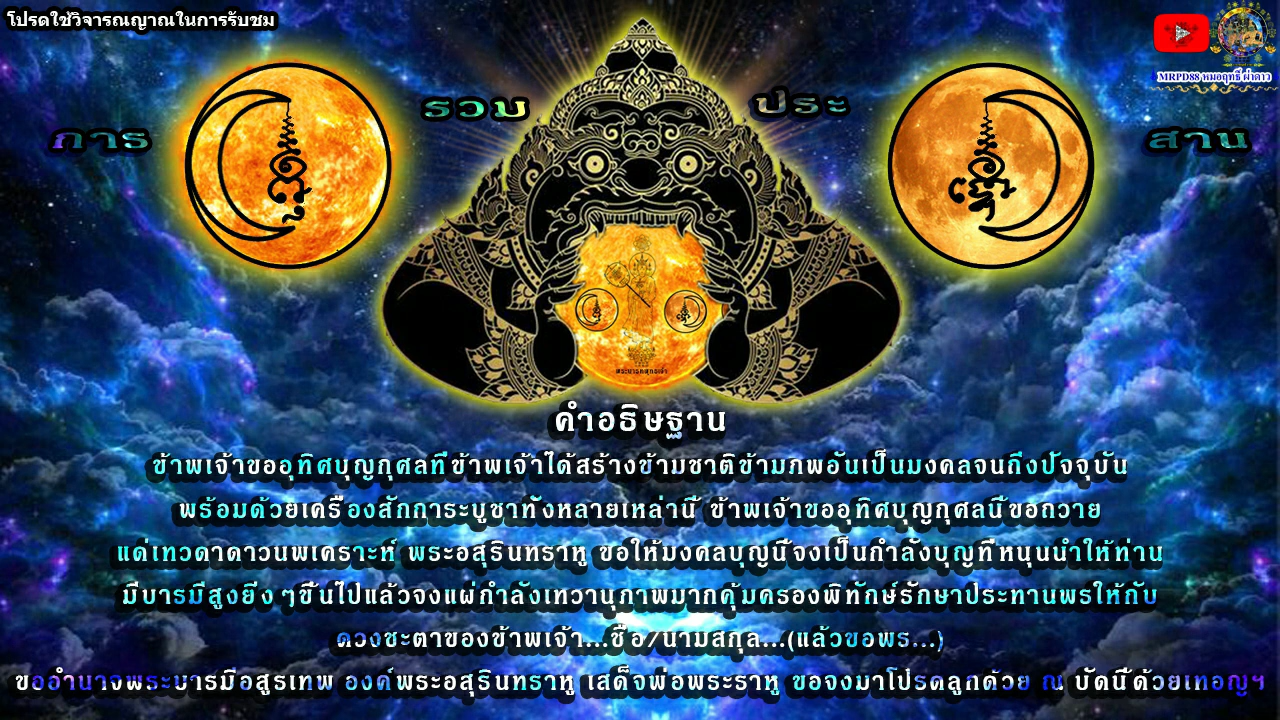 โปรดใช้วิจารณญาณในการรับชม
MRPD88 หมอฤทธิ์ ผ่าดาว
การ รวม ประ สาน
คำอธิษฐาน
ข้าพเจ้าขออุทิศบุญกุศลที่ข้าพเจ้าได้สร้างข้ามชาติข้ามภพอันเป็นมงคลจนถึงปัจจุบัน
พร้อมด้วยเครื่องสักการะบูชาทั้งหลายเหล่านี้ ข้าพเจ้าขออุทิศบุญกุศลนี้ขอถวาย
แด่เทวดาดาวนพเคราะห์ พระอสุรินทราหู ขอให้มงคลบุญนี้จงเป็นกำลังบุญที่หนุนนำให้ท่าน
มีบารมีสูงยิ่งๆขึ้นไปแล้วจงแผ่กำลังเทวานุภาพมากคุ้มครองพิทักษ์รักษาประทานพรให้กับ
ดวงชะตาของข้าพเจ้า...ชื่อ/นามสกุล...(แล้วขอพร...)
ขออำนาจพระบารมีอสูรเทพ องค์พระอสุรินทราหู เสด็จพ่อพระราหู ขอจงมาโปรดลูกด้วย ณ บัดนี้ด้วยเทอญฯ